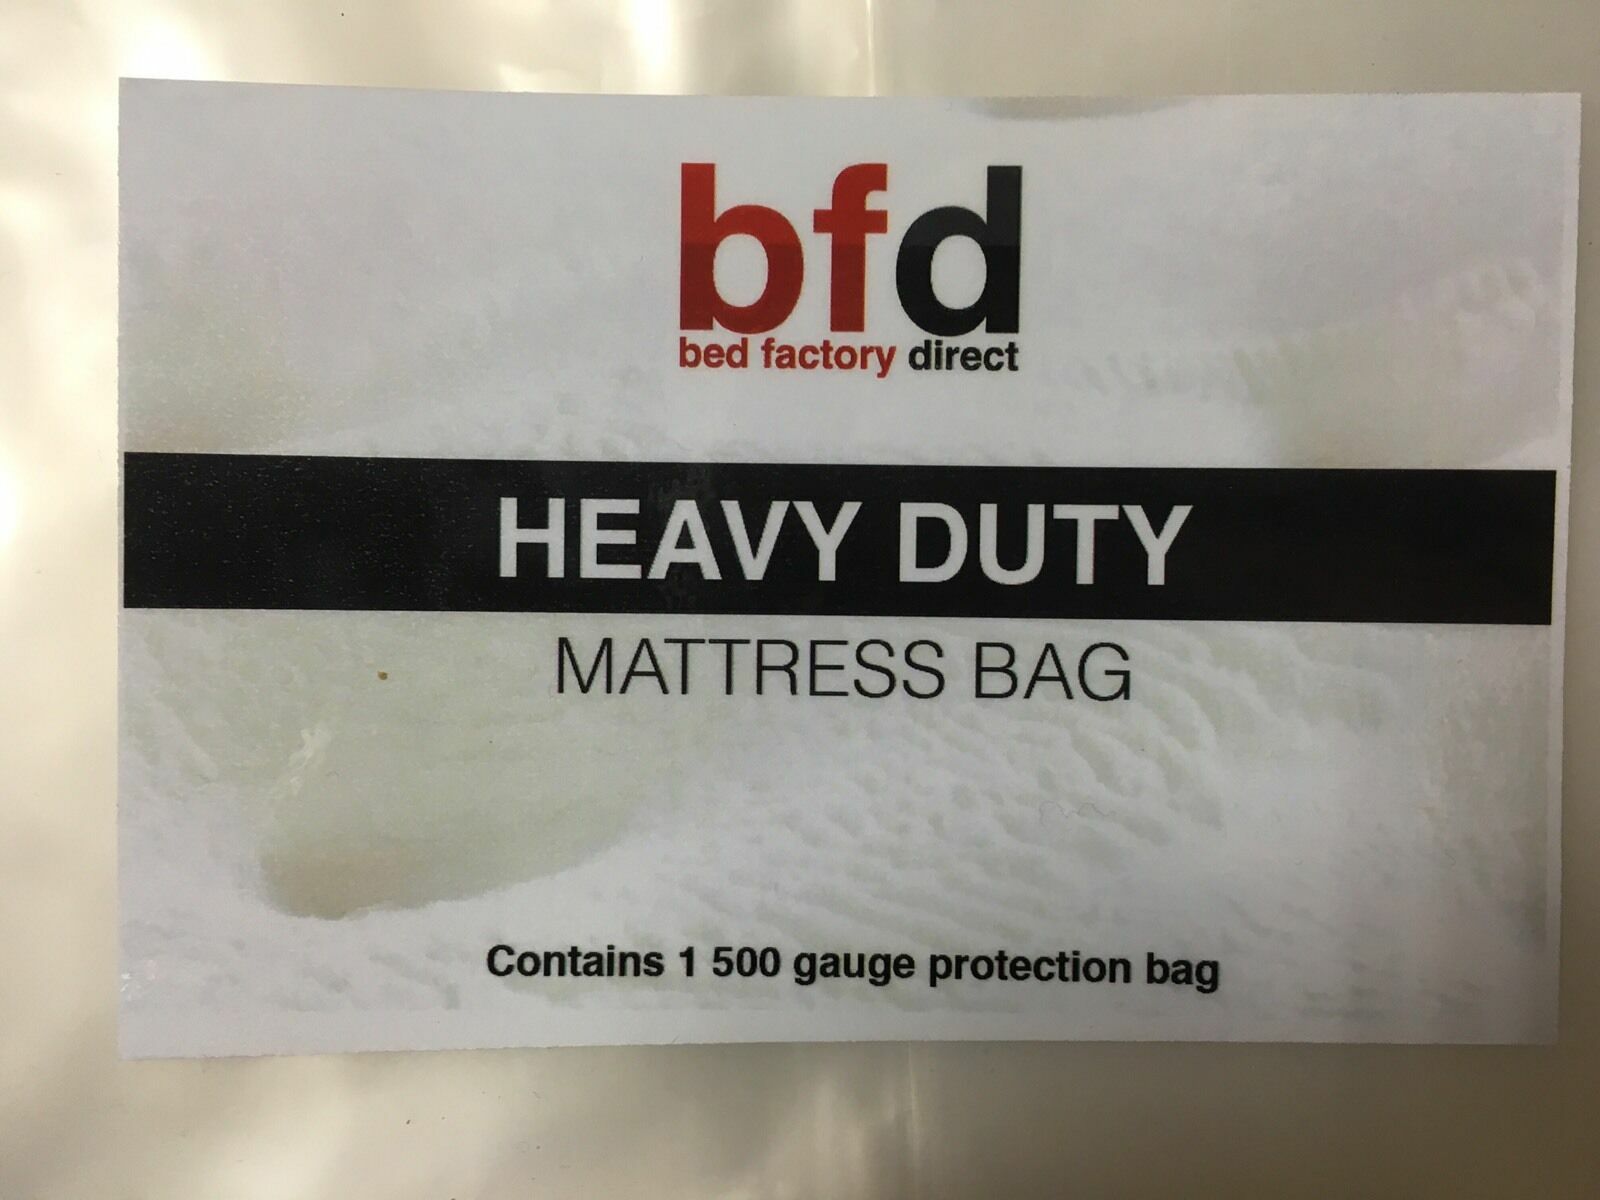 bfd
bed factory direct
HEAVY DUTY
MATTRESS BAG
Contains 1 500 gauge protection bag